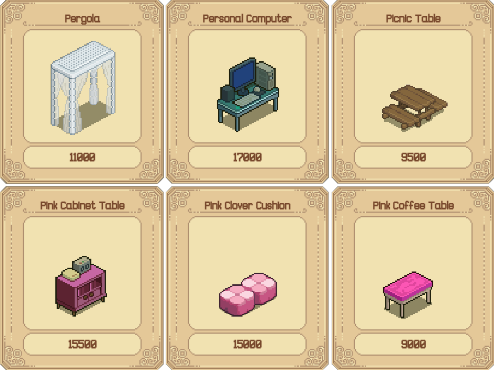 Pergola
Personal Computer
Picnic Table
11000
17000
9500
Pink Cabinet Table
Pink Clover Cushion
Pink Coffee Table
15500
15000
9000